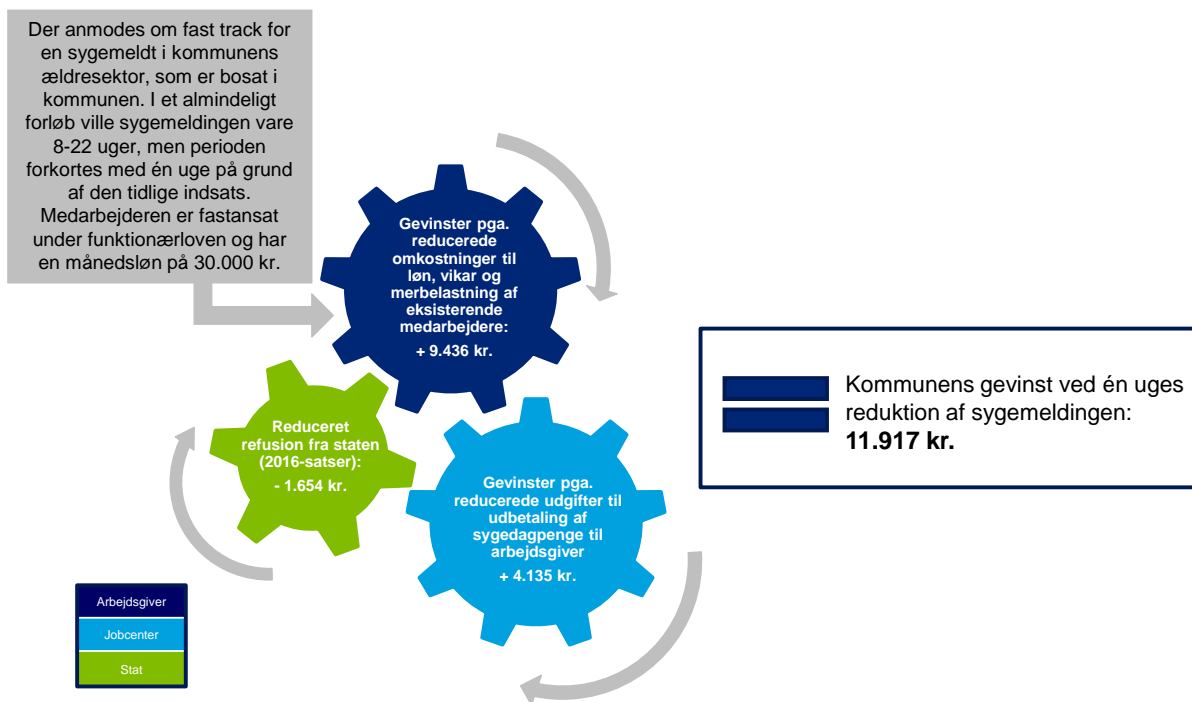 Der anmodes om fast track for
en sygemeldt i kommunens
ældresektor, som er bosat i
kommunen. I et almindeligt
forløb ville sygemeldingen vare
8-22 uger, men perioden
forkortes med én uge på grund
af den tidlige indsats.
Medarbejderen er fastansat
under funktionærloven og har
en månedsløn på 30.000 kr.
Gevinster pga.
reducerede
omkostninger til
løn, vikar og
merbelastning af
eksisterende
medarbejdere:
+ 9.436 kr.
Reduceret
refusion fra staten
(2016-satser):
- 1.654 kr.
Gevinster pga.
reducerede udgifter til
udbetaling af
sygedagpenge til
arbejdsgiver
+ 4.135 kr.
Kommunens gevinst ved én uges
reduktion af sygemeldingen:
11.917 kr.
Arbejdsgiver
Jobcenter
Stat